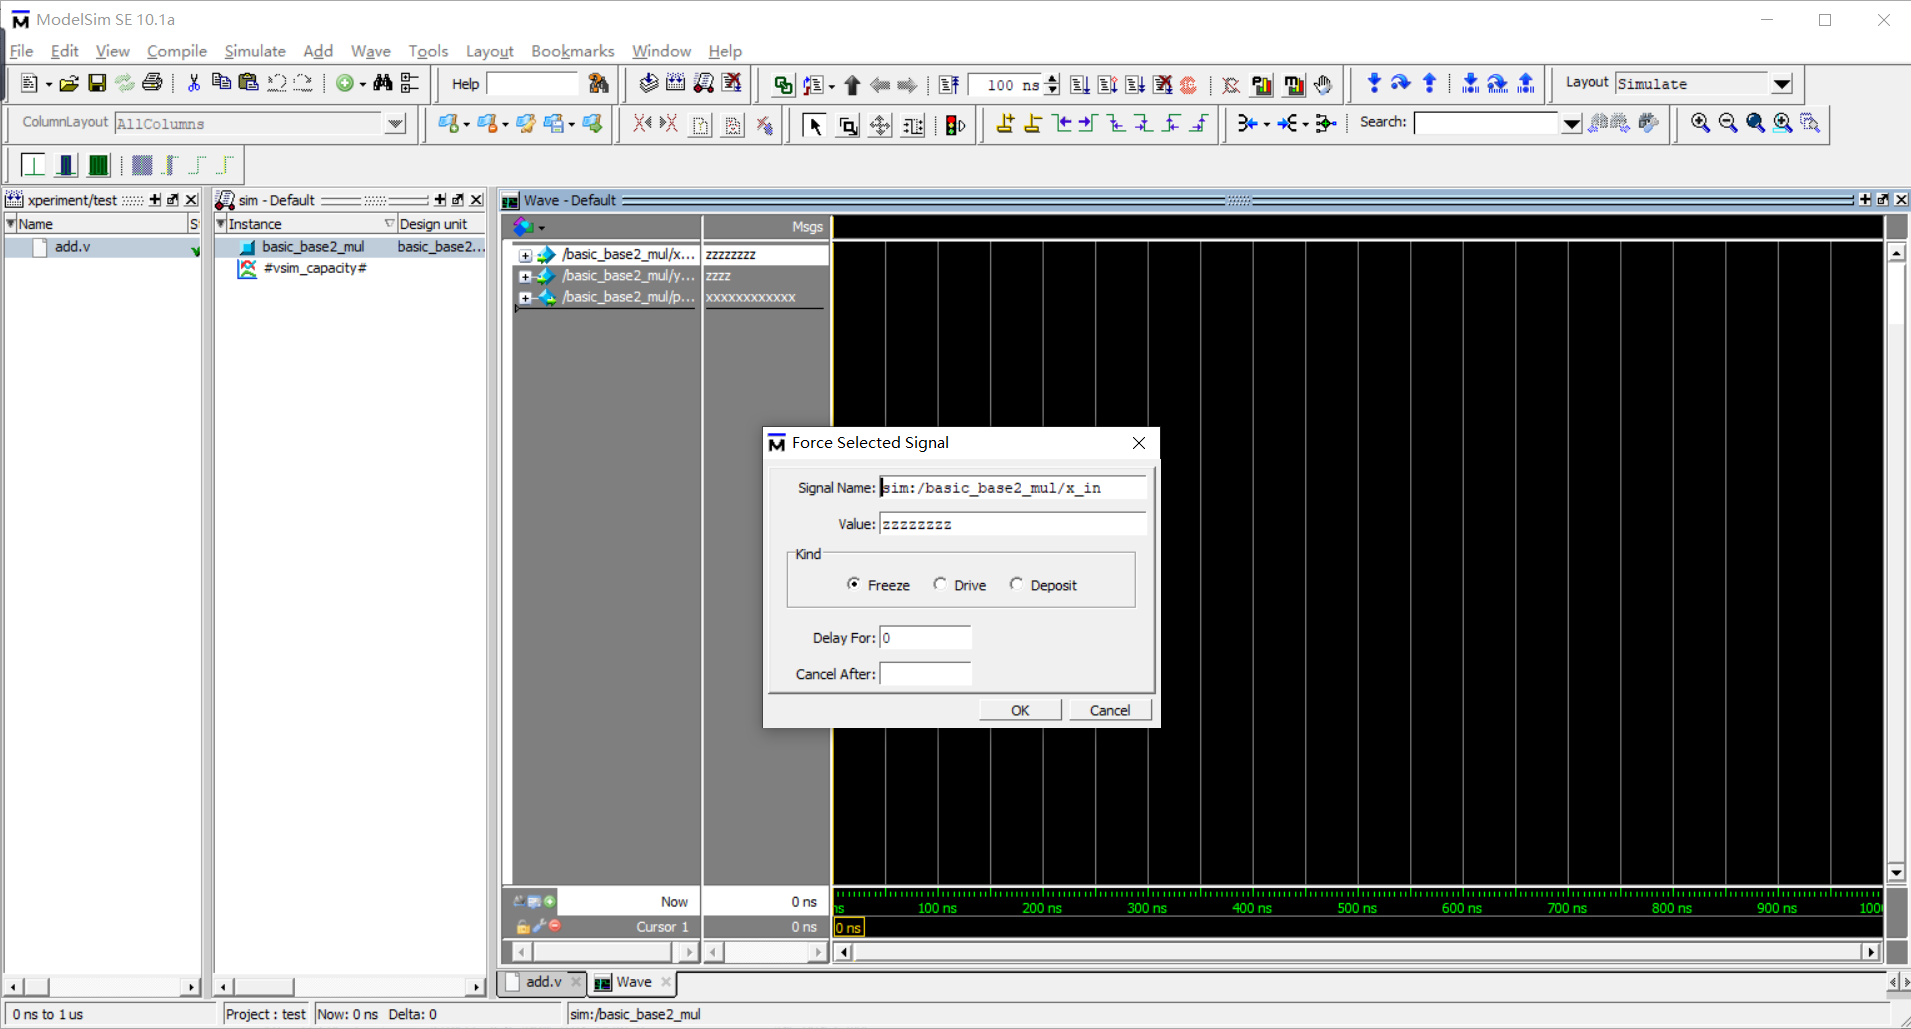 ModelSim SE 10.1a
File Edit View Compile Simulate Add Wave Tools Layout Bookmarks Window Help
Help
100 ns
Layout Simulate
ColumnLayout AllColumns
Search:
xperiment/test
Name
add.v
sim - Default
Instance Design unit
basic_base2_mul basic_base2...
#vsim_capacity#
Wave - Default
Msgs
/basic_base2_mul/x... zzzzzzzz
/basic_base2_mul/y... zzzz
/basic_base2_mul/p... xxxxxxxxxxxx
Force Selected Signal
Signal Name: sim:/basic_base2_mul/x_in
Value: zzzzzzzz
Kind
Freeze Drive Deposit
Delay For: 0
Cancel After:
OK Cancel
Now 0 ns
Cursor 1 0 ns
ns 100 ns 200 ns 300 ns 400 ns 500 ns 600 ns 700 ns 800 ns 900 ns 1000
0 ns
add.v Wave
0 ns to 1 us Project : test Now: 0 ns Delta: 0 sim:/basic_base2_mul